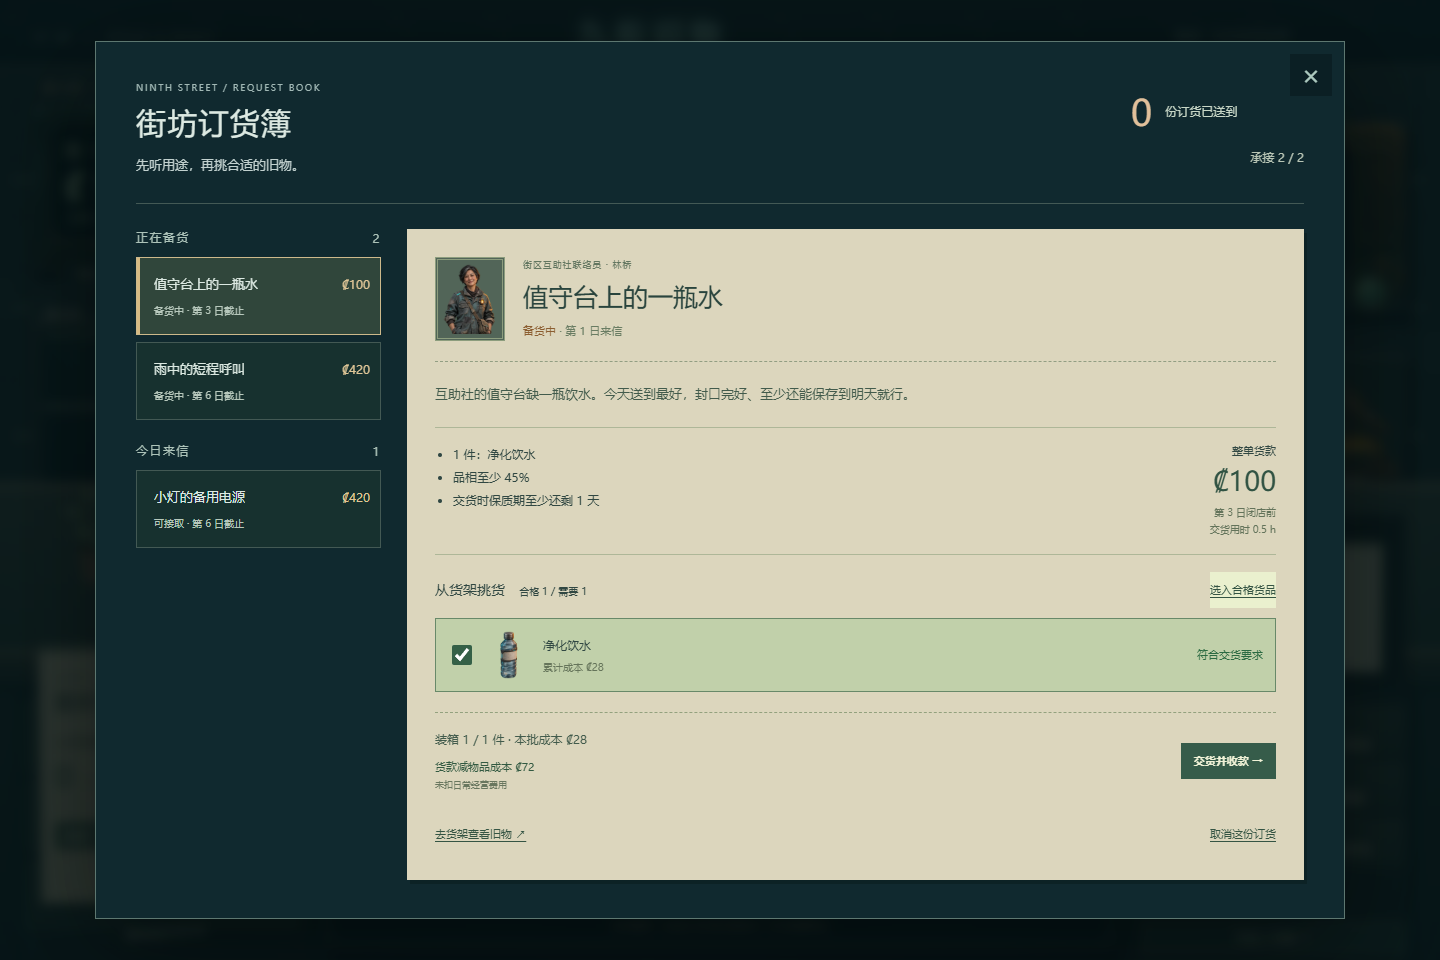 NINTH STREET / REQUEST BOOK
街坊订货簿
先听用途，再挑合适的旧物。
0 份订货已送到
承接 2 / 2
正在备货 2
值守台上的一瓶水 ₡100
备货中 · 第 3 日截止
雨中的短程呼叫 ₡420
备货中 · 第 6 日截止
今日来信 1
小灯的备用电源 ₡420
可接取 · 第 6 日截止
街区互助社联络员 · 林桥
值守台上的一瓶水
备货中 · 第 1 日来信
互助社的值守台缺一瓶饮水。今天送到最好，封口完好、至少还能保存到明天就行。
1 件：净化饮水
品相至少 45%
交货时保质期至少还剩 1 天
整单货款
₡100
第 3 日闭店前
交货用时 0.5 h
从货架挑货 合格 1 / 需要 1
选入合格货品
净化饮水
累计成本 ₡28
符合交货要求
装箱 1 / 1 件 · 本批成本 ₡28
货款减物品成本 ₡72
未扣日常经营费用
交货并收款 →
去货架查看旧物 ↗
取消这份订货